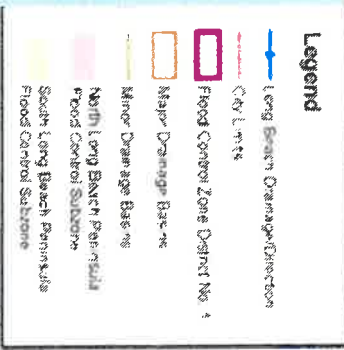 Legend
Long Beach Drainage Direction
City Limits
Flood Control Zone District No. 1
Major Drainage Basins
Minor Drainage Basins
North Long Beach Peninsula
Flood Control Subzone
South Long Beach Peninsula
Flood Control Subzone